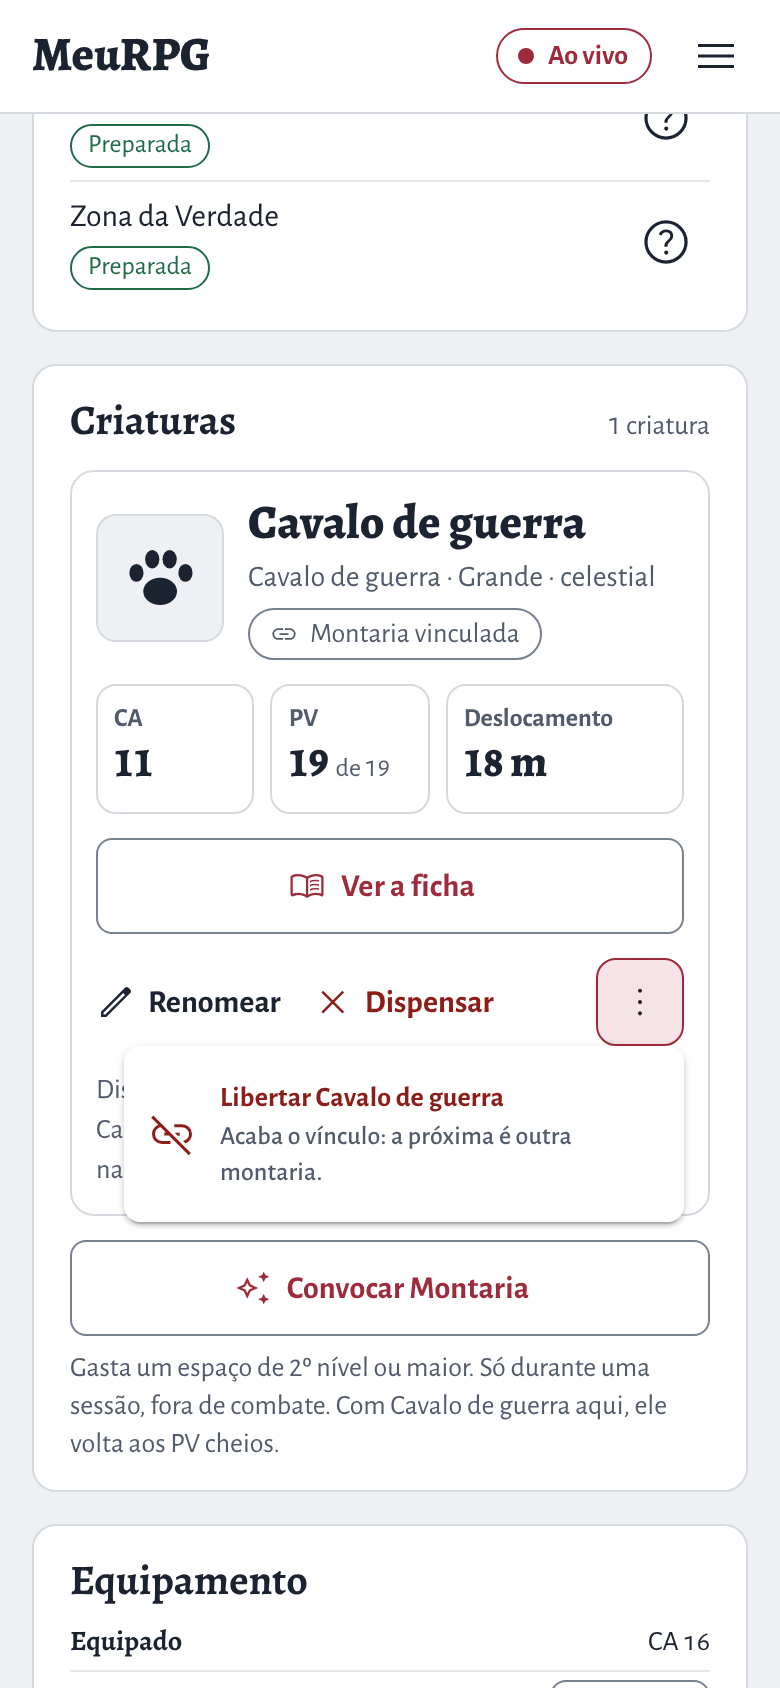 MeuRPG
Ao vivo
Preparada
Zona da Verdade
Preparada
Criaturas
1 criatura
Cavalo de guerra
Cavalo de guerra · Grande · celestial
Montaria vinculada
CA
11
PV
19 de 19
Deslocamento
18 m
Ver a ficha
Renomear
Dispensar
Libertar Cavalo de guerra
Acaba o vínculo: a próxima é outra
montaria.
Convocar Montaria
Gasta um espaço de 2º nível ou maior. Só durante uma
sessão, fora de combate. Com Cavalo de guerra aqui, ele
volta aos PV cheios.
Equipamento
Equipado
CA 16